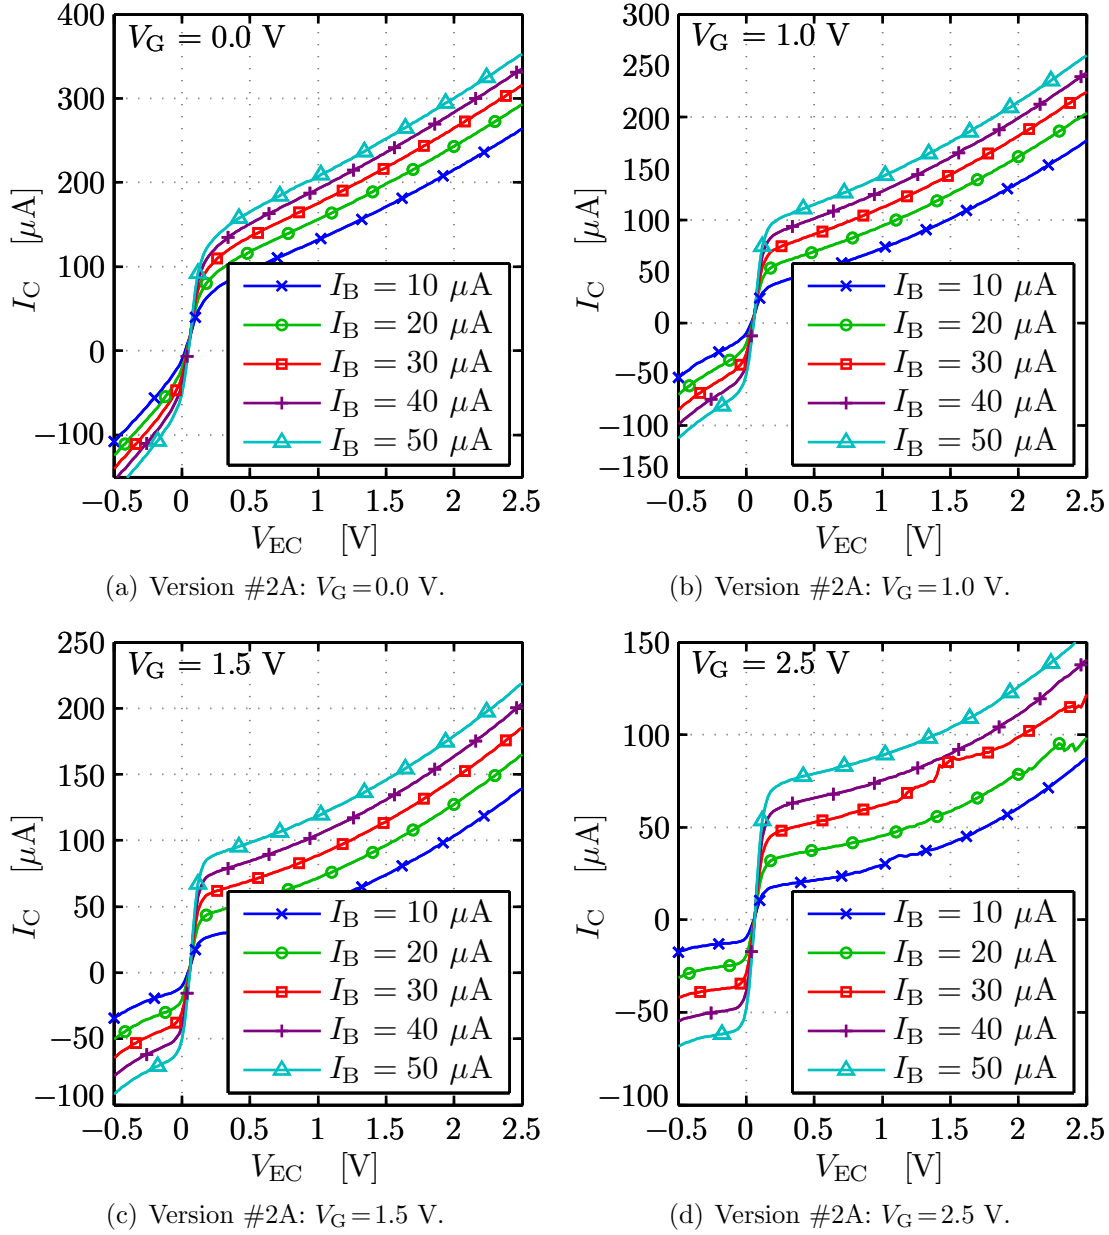 V_G = 0.0 V
400
300
200
100
0
−100
I_C [µA]
−0.5 0 0.5 1 1.5 2 2.5
V_EC [V]
I_B = 10 µA
I_B = 20 µA
I_B = 30 µA
I_B = 40 µA
I_B = 50 µA
(a) Version #2A: V_G=0.0 V.
V_G = 1.0 V
300
250
200
150
100
50
0
−50
−100
−150
I_C [µA]
−0.5 0 0.5 1 1.5 2 2.5
V_EC [V]
I_B = 10 µA
I_B = 20 µA
I_B = 30 µA
I_B = 40 µA
I_B = 50 µA
(b) Version #2A: V_G=1.0 V.
V_G = 1.5 V
250
200
150
100
50
0
−50
−100
I_C [µA]
−0.5 0 0.5 1 1.5 2 2.5
V_EC [V]
I_B = 10 µA
I_B = 20 µA
I_B = 30 µA
I_B = 40 µA
I_B = 50 µA
(c) Version #2A: V_G=1.5 V.
V_G = 2.5 V
150
100
50
0
−50
−100
I_C [µA]
−0.5 0 0.5 1 1.5 2 2.5
V_EC [V]
I_B = 10 µA
I_B = 20 µA
I_B = 30 µA
I_B = 40 µA
I_B = 50 µA
(d) Version #2A: V_G=2.5 V.